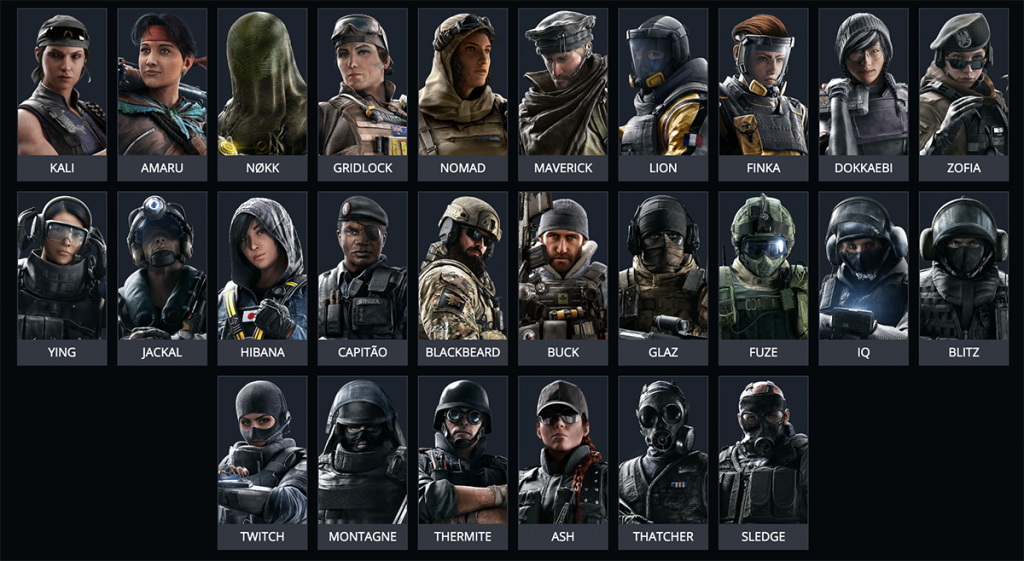 KALI
AMARU
NØKK
GRIDLOCK
NOMAD
MAVERICK
LION
FINKA
DOKKAEBI
ZOFIA
YING
JACKAL
HIBANA
CAPITÃO
BLACKBEARD
BUCK
GLAZ
FUZE
IQ
BLITZ
TWITCH
MONTAGNE
THERMITE
ASH
THATCHER
SLEDGE